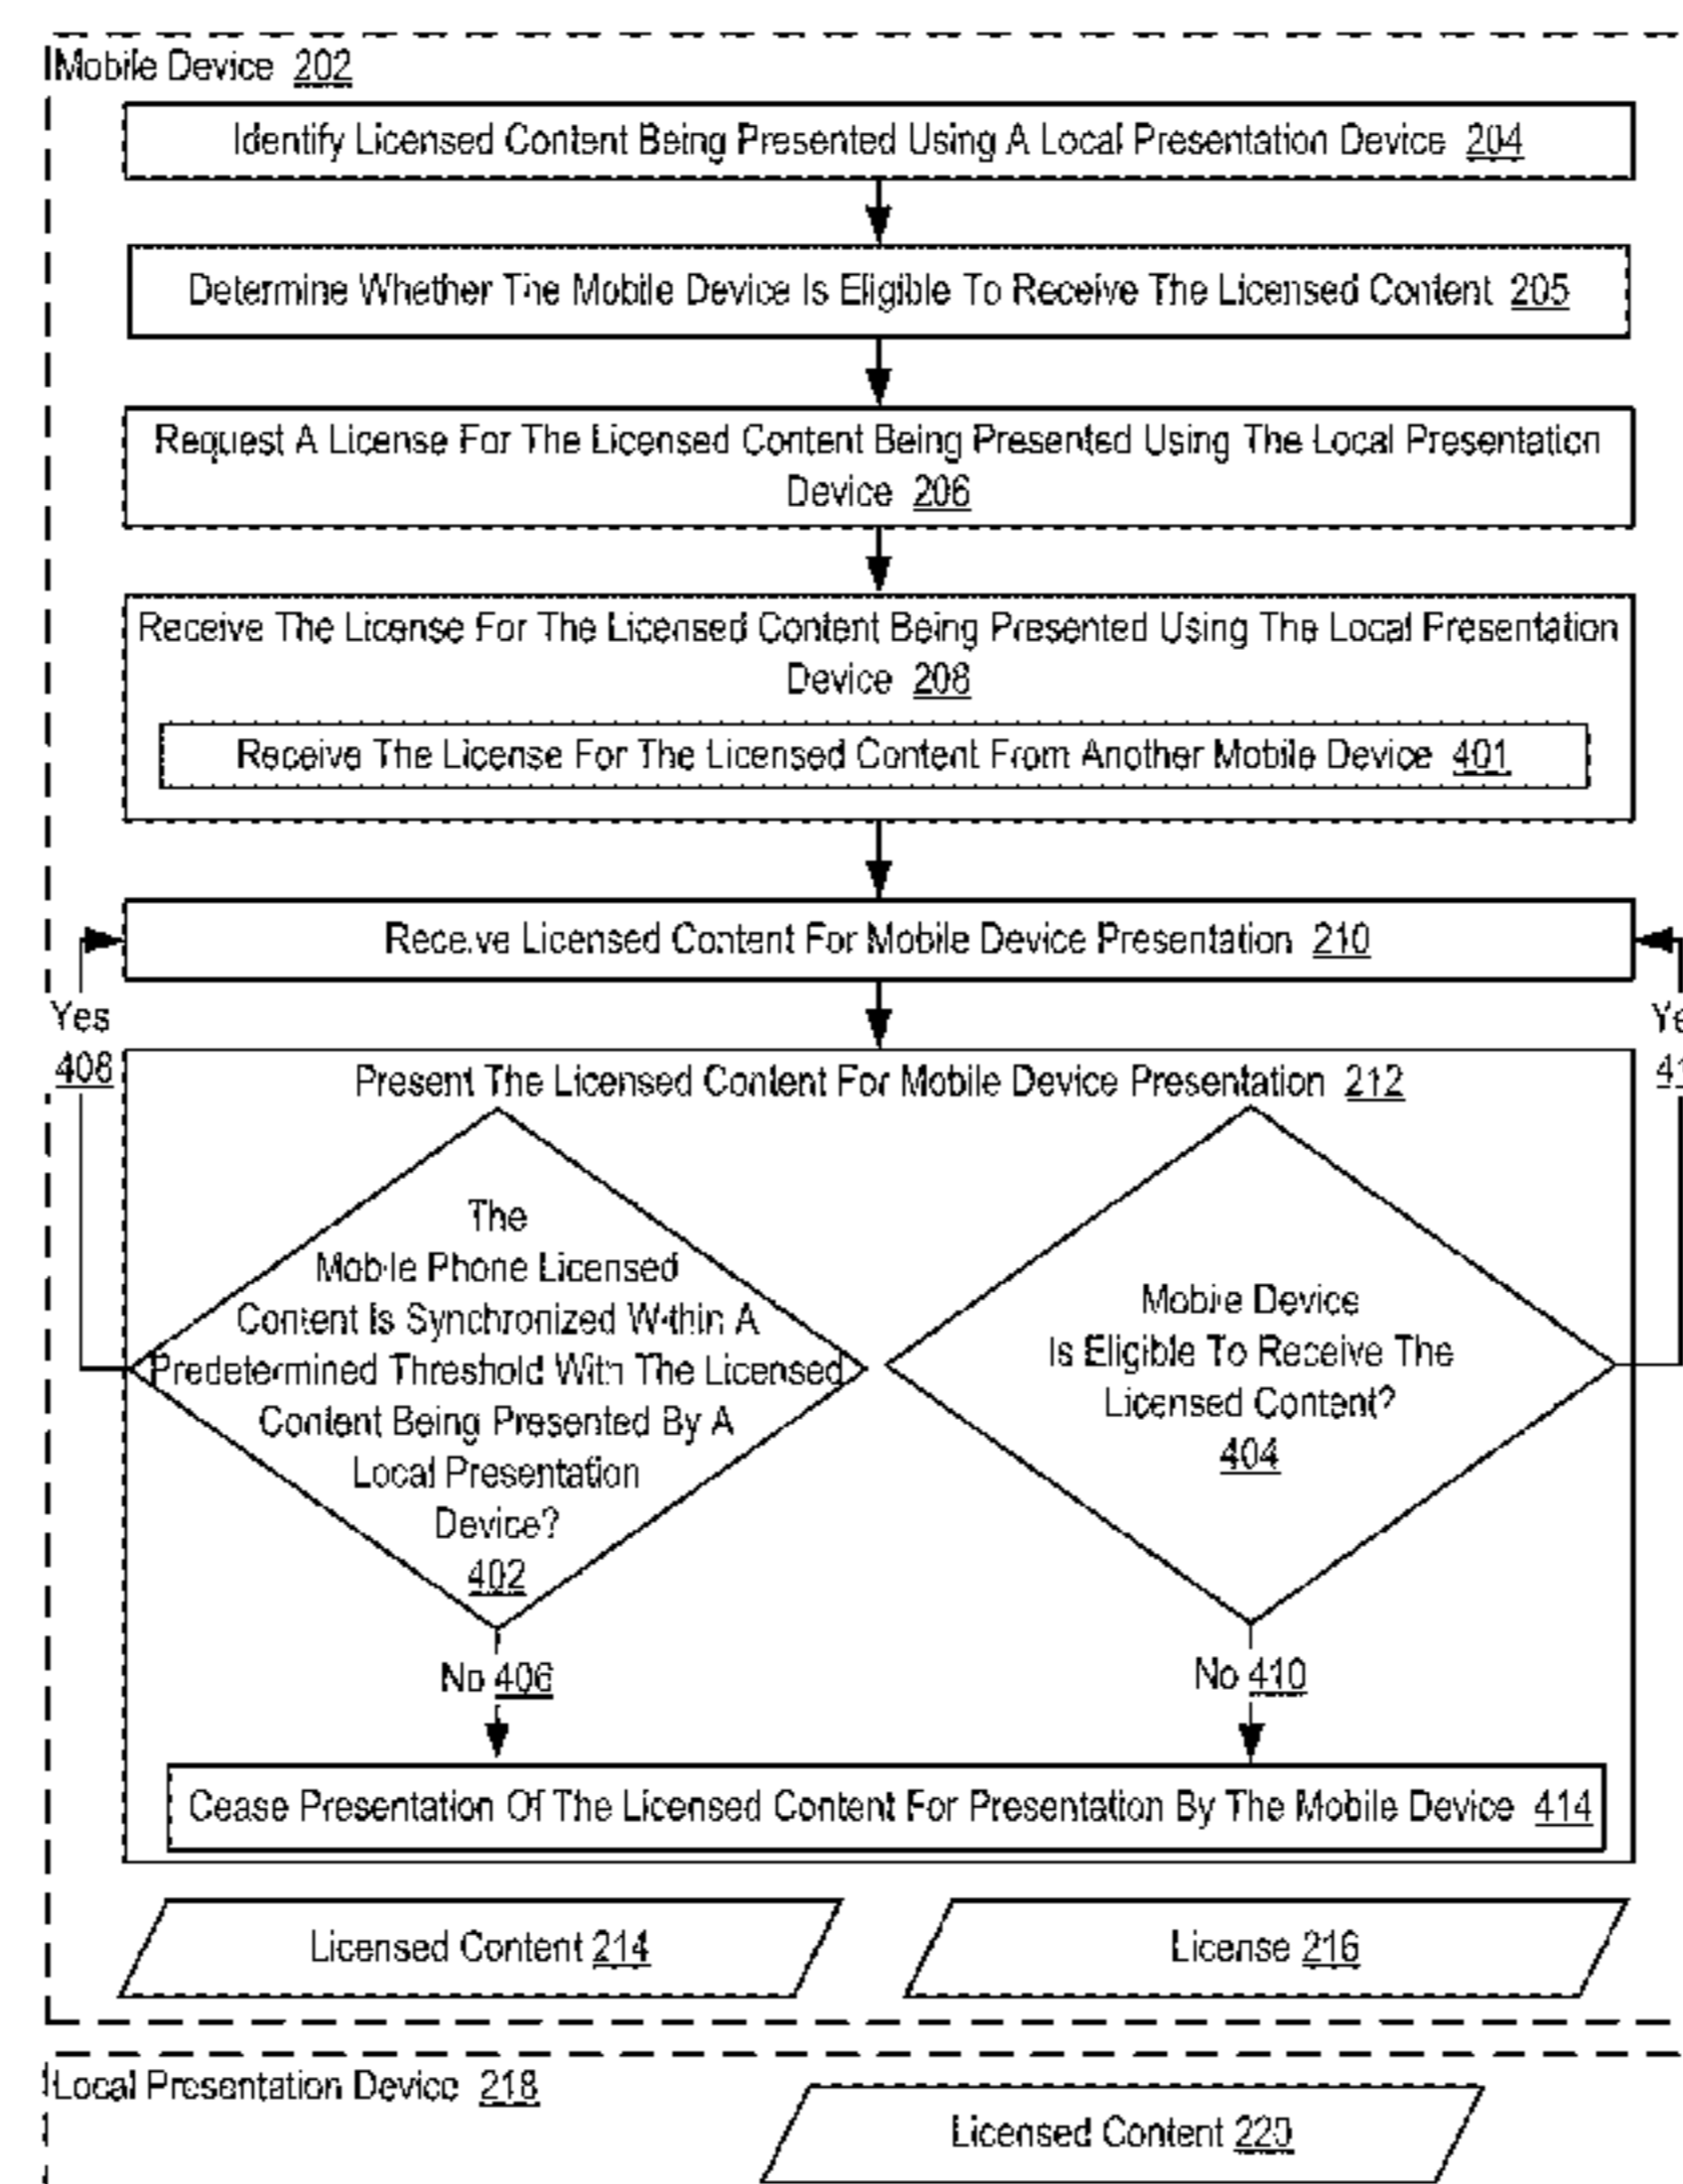 Mobile Device 202
Identify Licensed Content Being Presented Using A Local Presentation Device 204
Determine Whether The Mobile Device Is Eligible To Receive The Licensed Content 205
Request A License For The Licensed Content Being Presented Using The Local Presentation
Device 206
Receive The License For The Licensed Content Being Presented Using The Local Presentation
Device 208
Receive The License For The Licensed Content From Another Mobile Device 401
Receive Licensed Content For Mobile Device Presentation 210
Yes
408
Present The Licensed Content For Mobile Device Presentation 212
The
Mobile Phone Licensed
Content Is Synchronized Within A
Predetermined Threshold With The Licensed
Content Being Presented By A
Local Presentation
Device?
402
Mobile Device
Is Eligible To Receive The
Licensed Content?
404
No 406
No 410
Cease Presentation Of The Licensed Content For Presentation By The Mobile Device 414
Licensed Content 214
License 216
Local Presentation Device 218
Licensed Content 220